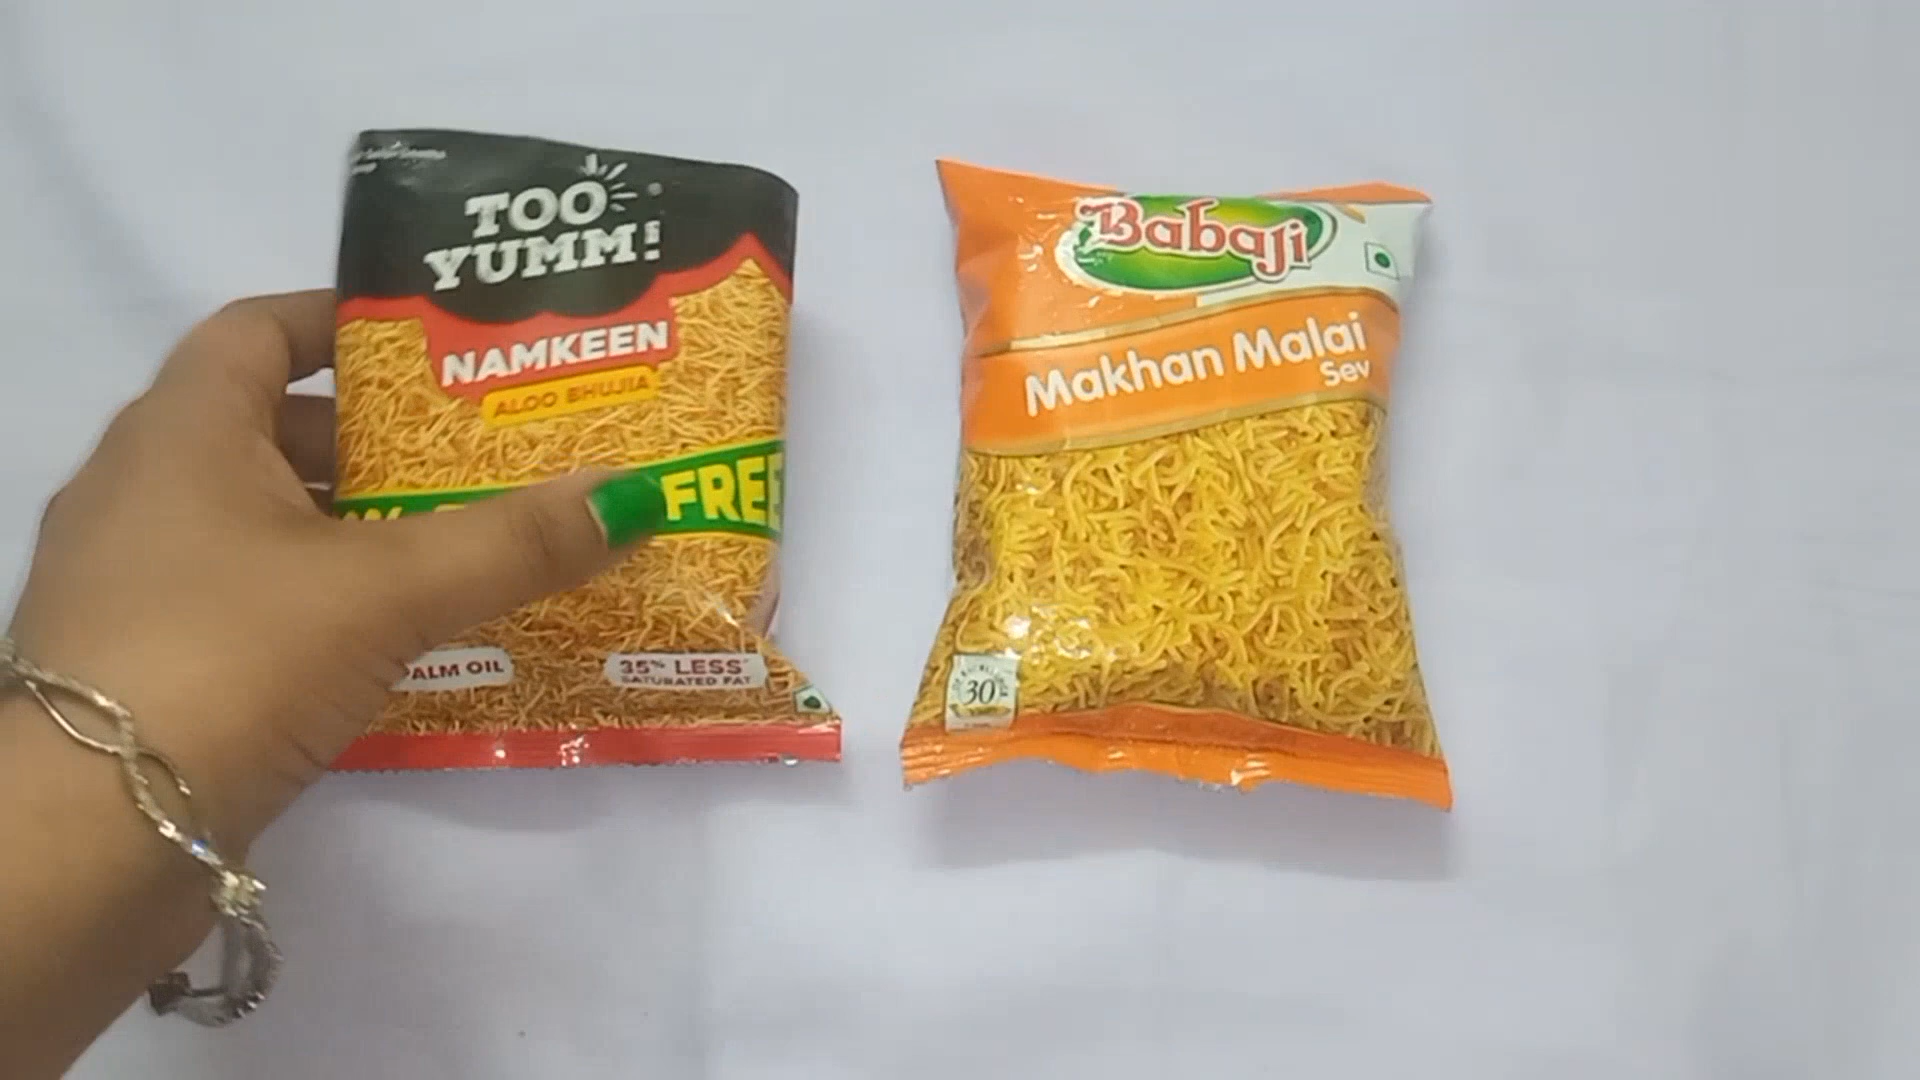 TOO
YUMM!
NAMKEEN
ALOO BHUJIA
FREE
PALM OIL
35% LESS
SATURATED FAT
Babaji
Makhan Malai
Sev
30